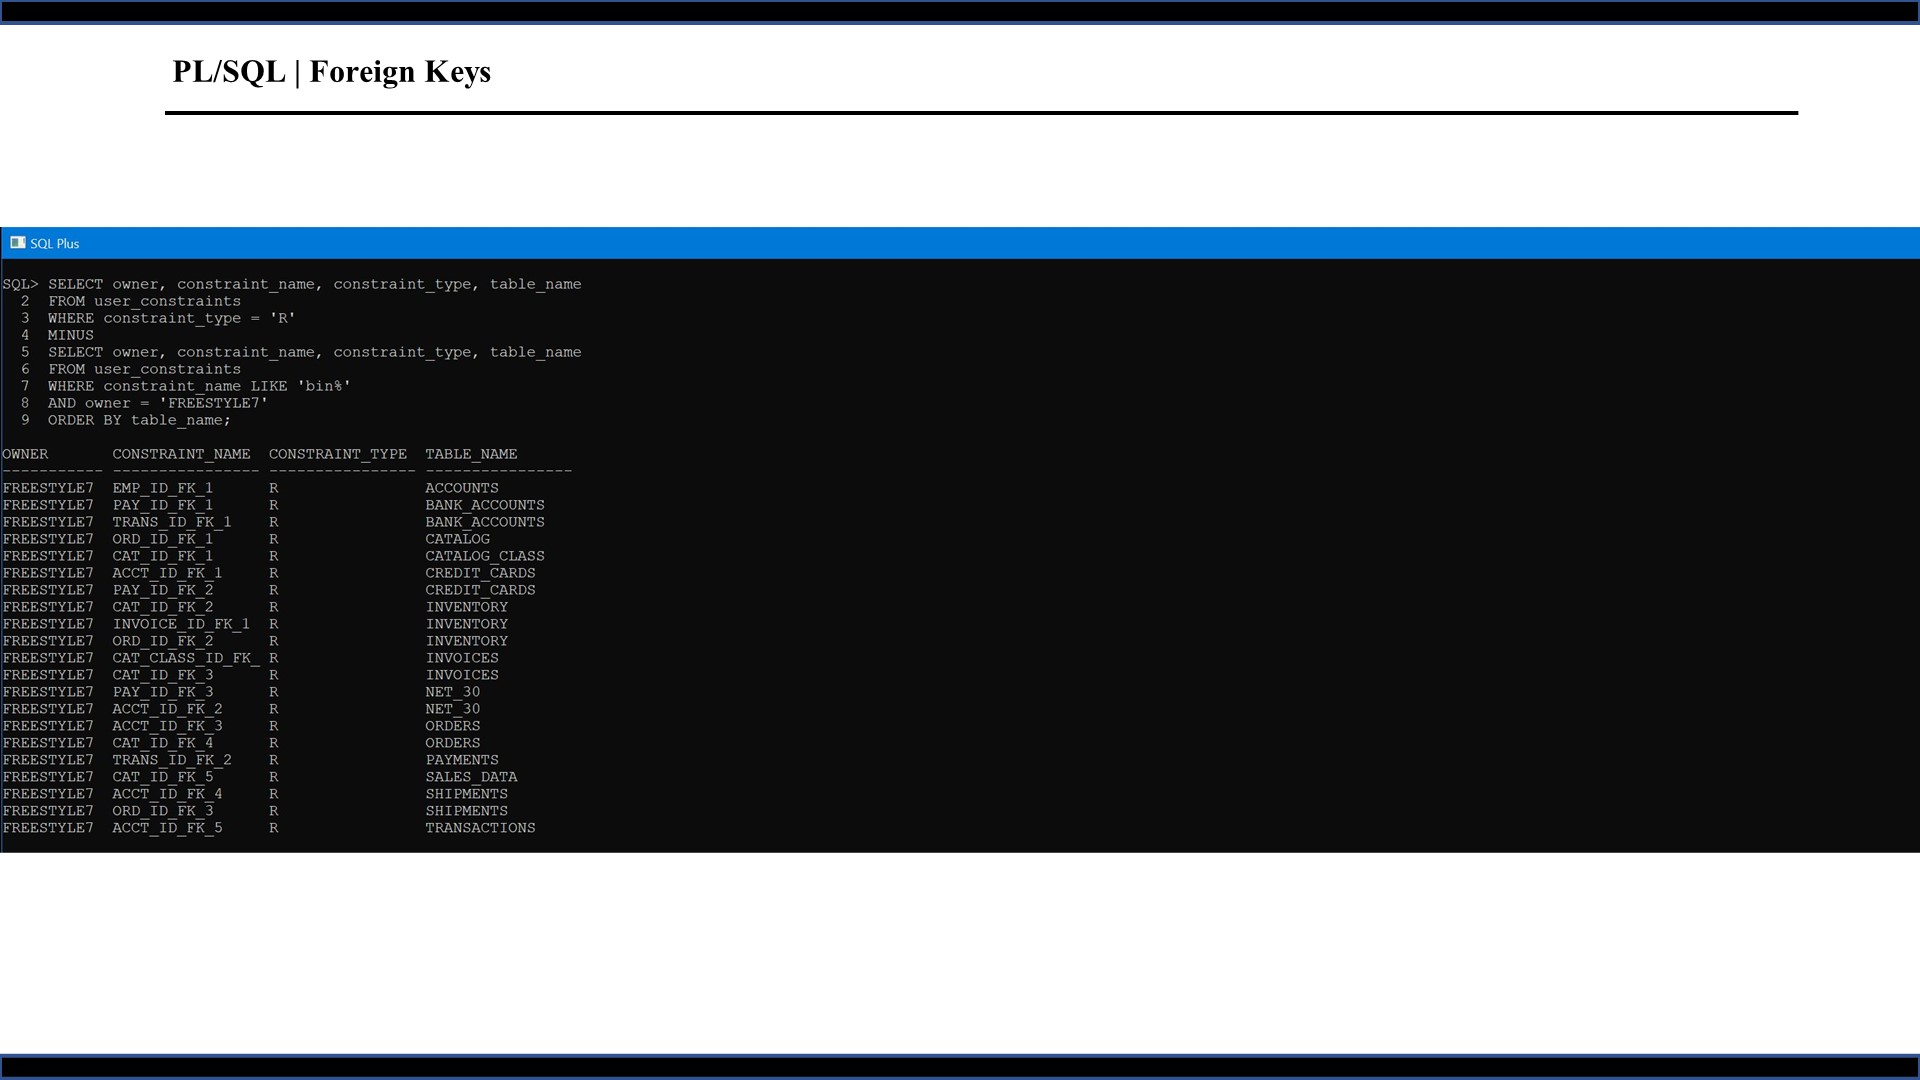 PL/SQL | Foreign Keys
SQL Plus
SQL> SELECT owner, constraint_name, constraint_type, table_name
  2  FROM user_constraints
  3  WHERE constraint_type = 'R'
  4  MINUS
  5  SELECT owner, constraint_name, constraint_type, table_name
  6  FROM user_constraints
  7  WHERE constraint_name LIKE 'bin%'
  8  AND owner = 'FREESTYLE7'
  9  ORDER BY table_name;
OWNER       CONSTRAINT_NAME  CONSTRAINT_TYPE  TABLE_NAME
----------- ---------------- ---------------- ----------------
FREESTYLE7  EMP_ID_FK_1      R                ACCOUNTS
FREESTYLE7  PAY_ID_FK_1      R                BANK_ACCOUNTS
FREESTYLE7  TRANS_ID_FK_1    R                BANK_ACCOUNTS
FREESTYLE7  ORD_ID_FK_1      R                CATALOG
FREESTYLE7  CAT_ID_FK_1      R                CATALOG_CLASS
FREESTYLE7  ACCT_ID_FK_1     R                CREDIT_CARDS
FREESTYLE7  PAY_ID_FK_2      R                CREDIT_CARDS
FREESTYLE7  CAT_ID_FK_2      R                INVENTORY
FREESTYLE7  INVOICE_ID_FK_1  R                INVENTORY
FREESTYLE7  ORD_ID_FK_2      R                INVENTORY
FREESTYLE7  CAT_CLASS_ID_FK_ R                INVOICES
FREESTYLE7  CAT_ID_FK_3      R                INVOICES
FREESTYLE7  PAY_ID_FK_3      R                NET_30
FREESTYLE7  ACCT_ID_FK_2     R                NET_30
FREESTYLE7  ACCT_ID_FK_3     R                ORDERS
FREESTYLE7  CAT_ID_FK_4      R                ORDERS
FREESTYLE7  TRANS_ID_FK_2    R                PAYMENTS
FREESTYLE7  CAT_ID_FK_5      R                SALES_DATA
FREESTYLE7  ACCT_ID_FK_4     R                SHIPMENTS
FREESTYLE7  ORD_ID_FK_3      R                SHIPMENTS
FREESTYLE7  ACCT_ID_FK_5     R                TRANSACTIONS